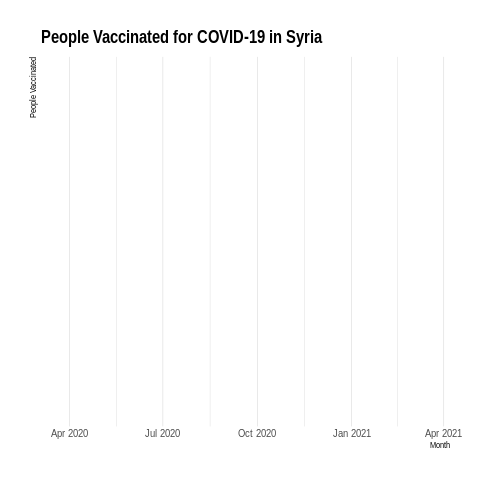 People Vaccinated for COVID-19 in Syria
People Vaccinated
Apr 2020
Jul 2020
Oct 2020
Jan 2021
Apr 2021
Month